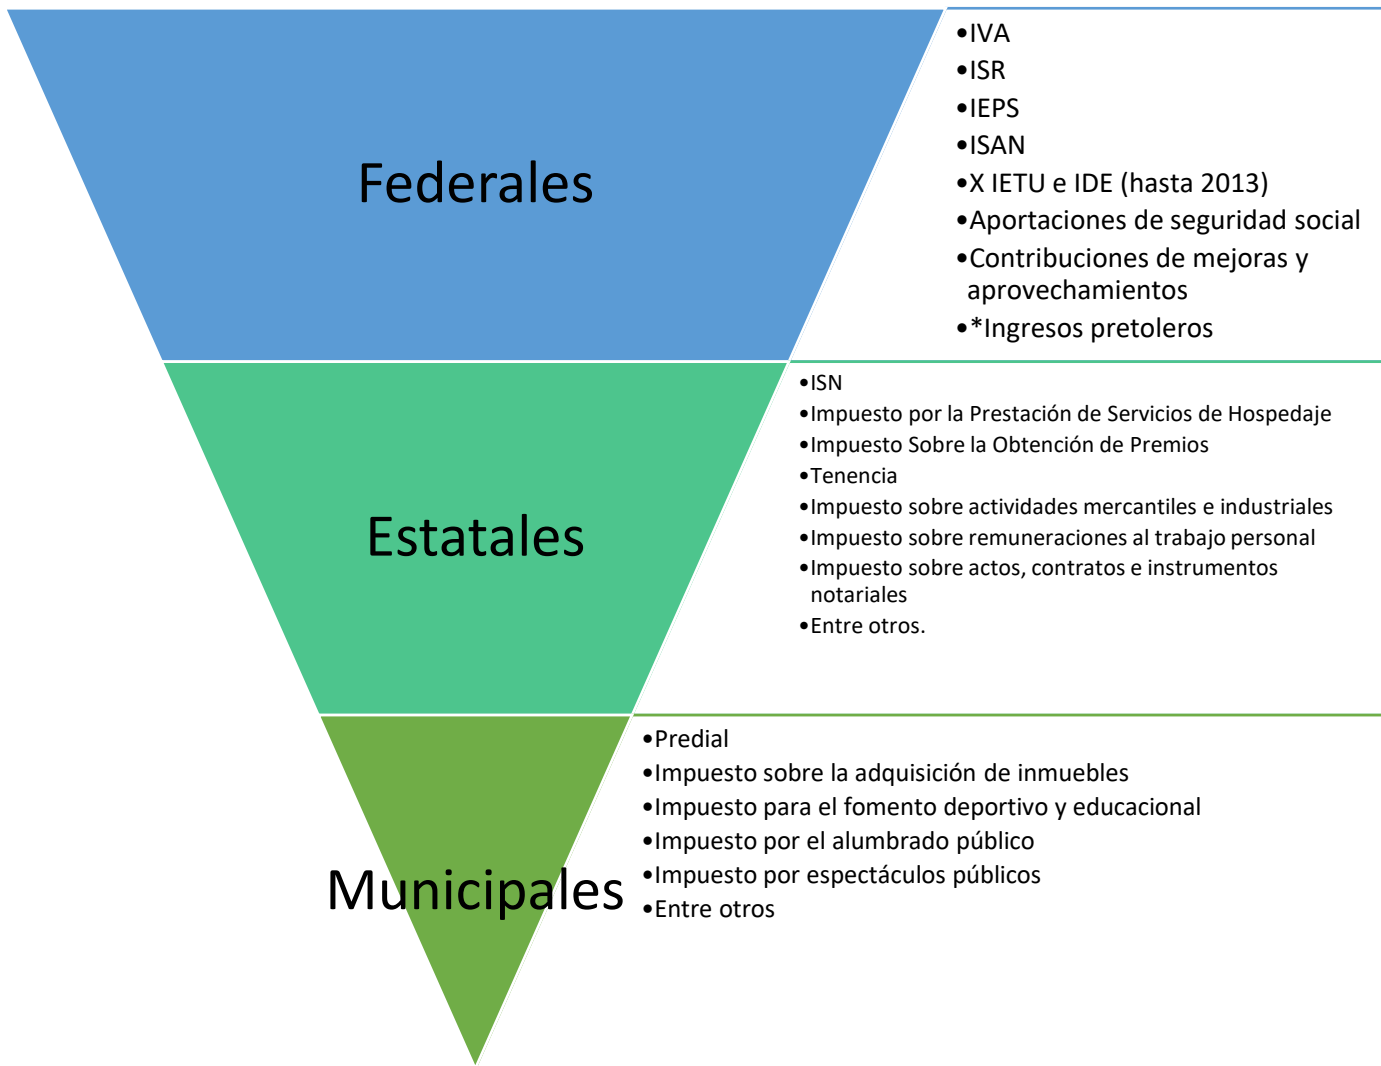 Federales
•IVA
•ISR
•IEPS
•ISAN
•X IETU e IDE (hasta 2013)
•Aportaciones de seguridad social
•Contribuciones de mejoras y
aprovechamientos
•*Ingresos pretoleros
Estatales
•ISN
•Impuesto por la Prestación de Servicios de Hospedaje
•Impuesto Sobre la Obtención de Premios
•Tenencia
•Impuesto sobre actividades mercantiles e industriales
•Impuesto sobre remuneraciones al trabajo personal
•Impuesto sobre actos, contratos e instrumentos
notariales
•Entre otros.
Municipales
•Predial
•Impuesto sobre la adquisición de inmuebles
•Impuesto para el fomento deportivo y educacional
•Impuesto por el alumbrado público
•Impuesto por espectáculos públicos
•Entre otros